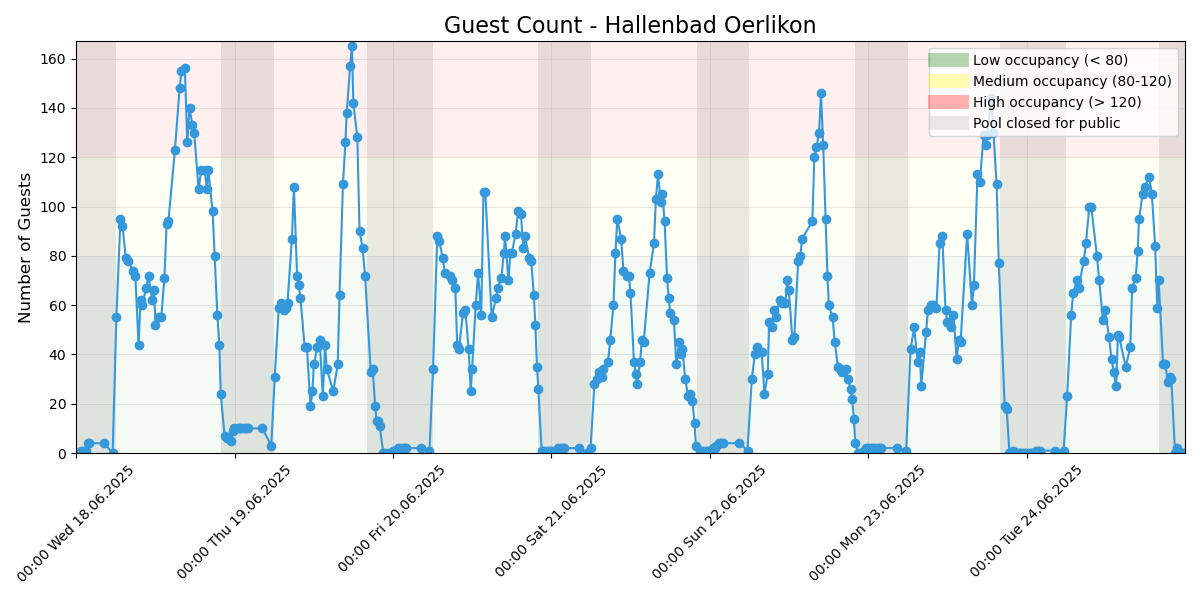 Guest Count - Hallenbad Oerlikon
Number of Guests
160
140
120
100
80
60
40
20
0
Low occupancy (< 80)
Medium occupancy (80-120)
High occupancy (> 120)
Pool closed for public
00:00 Wed 18.06.2025
00:00 Thu 19.06.2025
00:00 Fri 20.06.2025
00:00 Sat 21.06.2025
00:00 Sun 22.06.2025
00:00 Mon 23.06.2025
00:00 Tue 24.06.2025